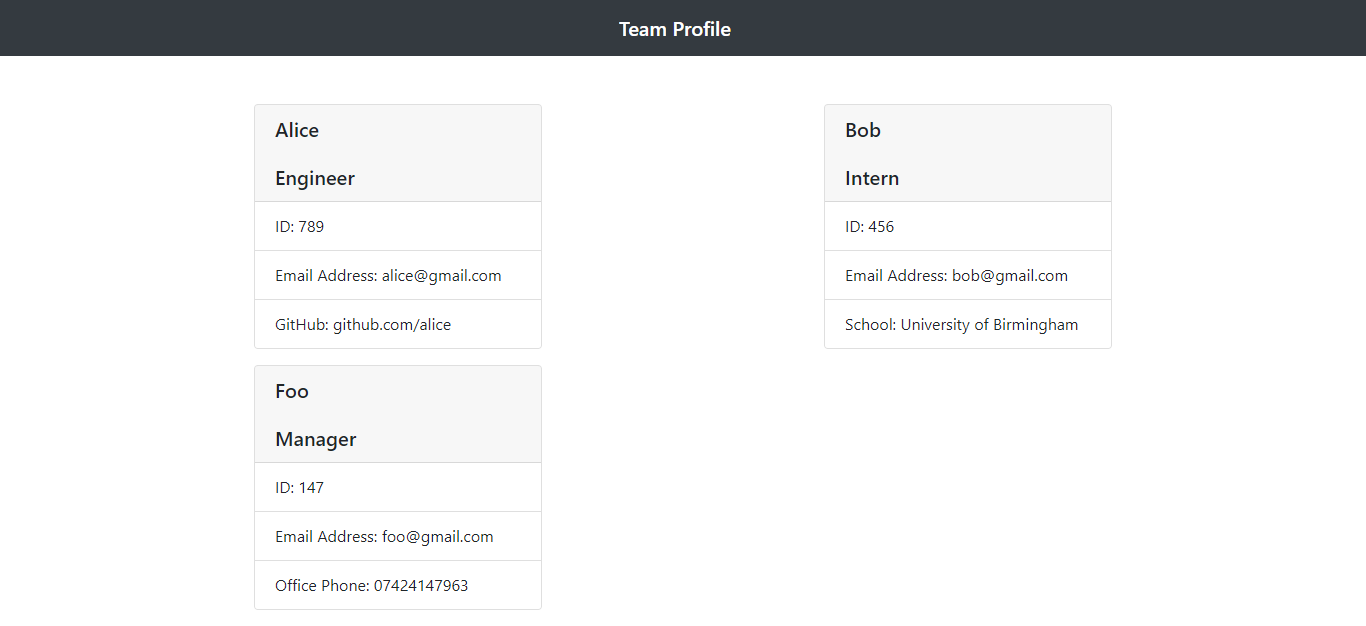 Team Profile
Alice
Engineer
ID: 789
Email Address: alice@gmail.com
GitHub: github.com/alice
Bob
Intern
ID: 456
Email Address: bob@gmail.com
School: University of Birmingham
Foo
Manager
ID: 147
Email Address: foo@gmail.com
Office Phone: 07424147963